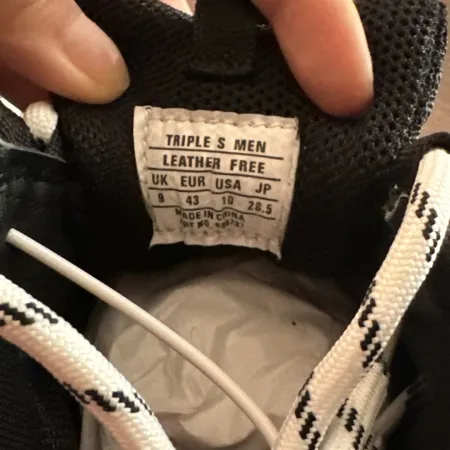 TRIPLE S MEN
LEATHER FREE
UK EUR USA JP
9 43 10 28.5
MADE IN CHINA